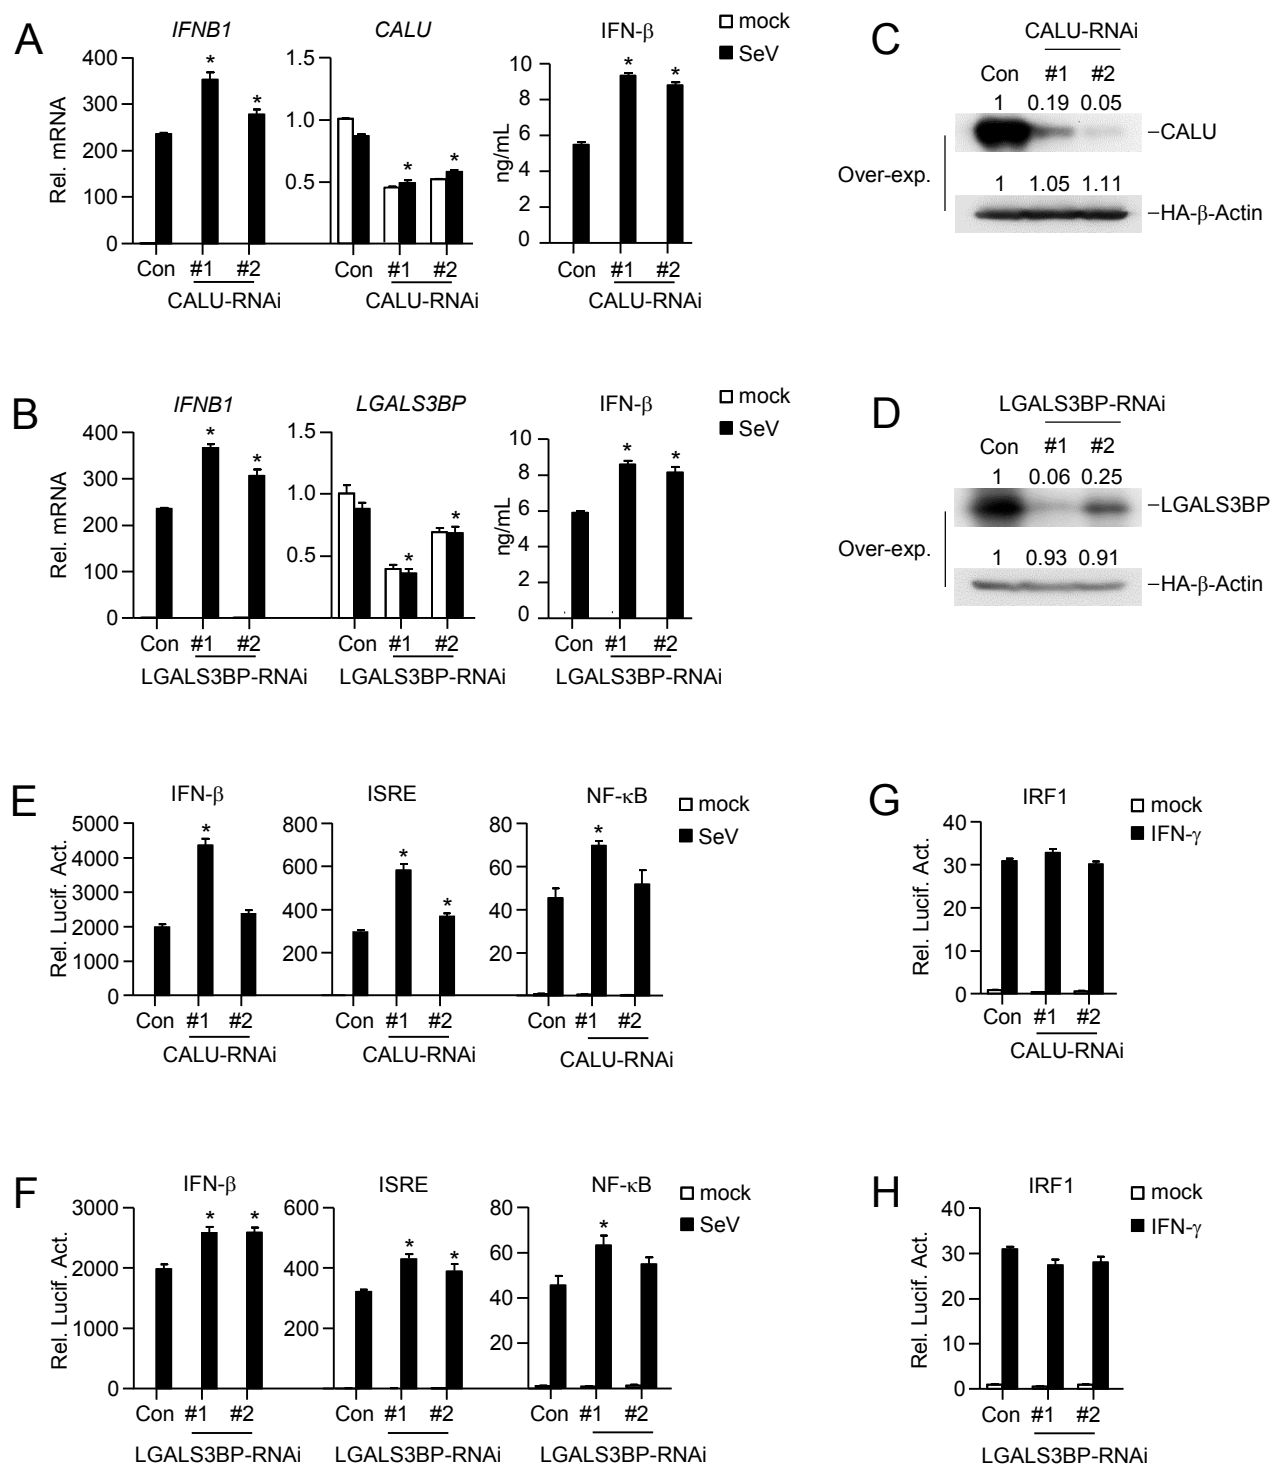 A
IFNB1
CALU
IFN-β
mock
SeV
Rel. mRNA
400
300
200
100
0
1.5
1.0
0.5
ng/mL
10
8
6
4
2
0
Con #1 #2
CALU-RNAi
Con #1 #2
CALU-RNAi
Con #1 #2
CALU-RNAi
* * * * * *
C
CALU-RNAi
Con #1 #2
1 0.19 0.05
–CALU
Over-exp.
1 1.05 1.11
–HA-β-Actin
B
IFNB1
LGALS3BP
IFN-β
mock
SeV
Rel. mRNA
400
300
200
100
0
1.5
1.0
0.5
ng/mL
10
8
6
4
2
0
* * * * * *
Con #1 #2
LGALS3BP-RNAi
Con #1 #2
LGALS3BP-RNAi
Con #1 #2
LGALS3BP-RNAi
D
LGALS3BP-RNAi
Con #1 #2
1 0.06 0.25
–LGALS3BP
Over-exp.
1 0.93 0.91
–HA-β-Actin
E
IFN-β
ISRE
NF-κB
mock
SeV
Rel. Lucif. Act.
5000
4000
3000
2000
1000
0
800
600
400
200
80
60
40
20
* * * *
Con #1 #2
CALU-RNAi
Con #1 #2
CALU-RNAi
Con #1 #2
CALU-RNAi
G
IRF1
mock
IFN-γ
Rel. Lucif. Act.
40
30
20
10
0
Con #1 #2
CALU-RNAi
F
IFN-β
ISRE
NF-κB
mock
SeV
Rel. Lucif. Act.
3000
2000
1000
0
600
400
200
80
60
40
20
* * * * *
Con #1 #2
LGALS3BP-RNAi
Con #1 #2
LGALS3BP-RNAi
Con #1 #2
LGALS3BP-RNAi
H
IRF1
mock
IFN-γ
Rel. Lucif. Act.
40
30
20
10
0
Con #1 #2
LGALS3BP-RNAi